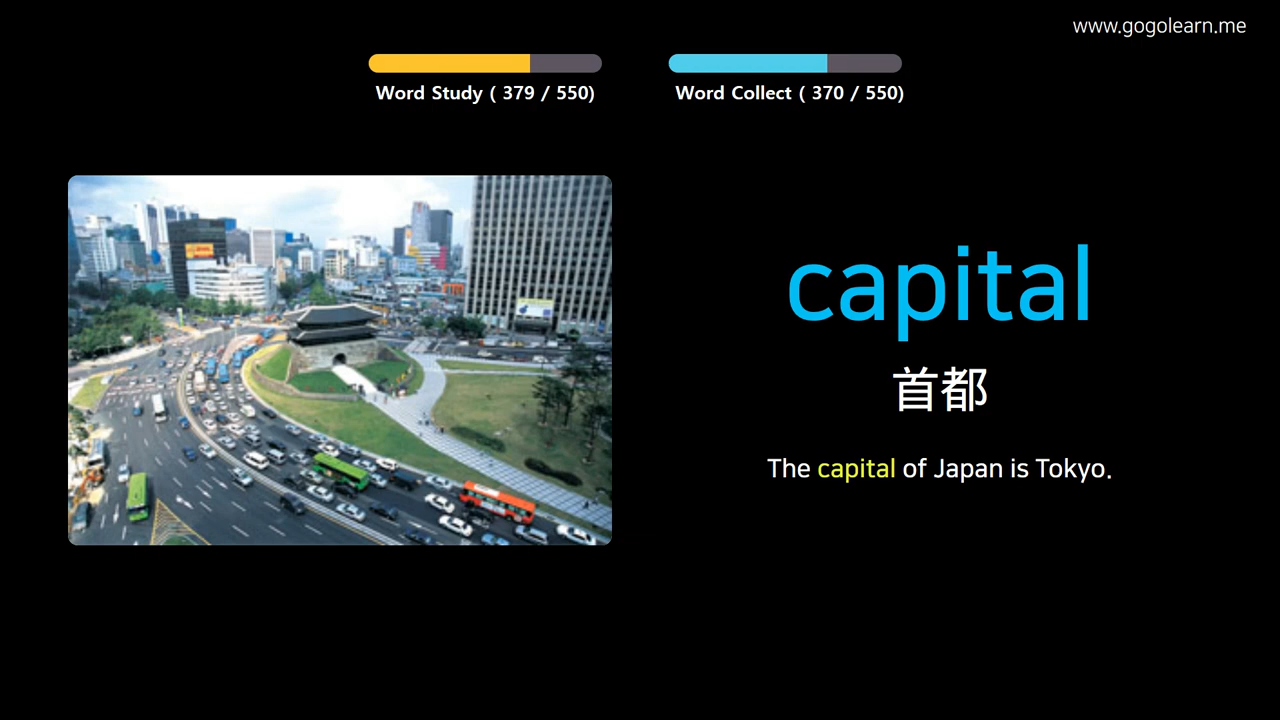 www.gogolearn.me
Word Study ( 379 / 550)
Word Collect ( 370 / 550)
capital
首都
The capital of Japan is Tokyo.